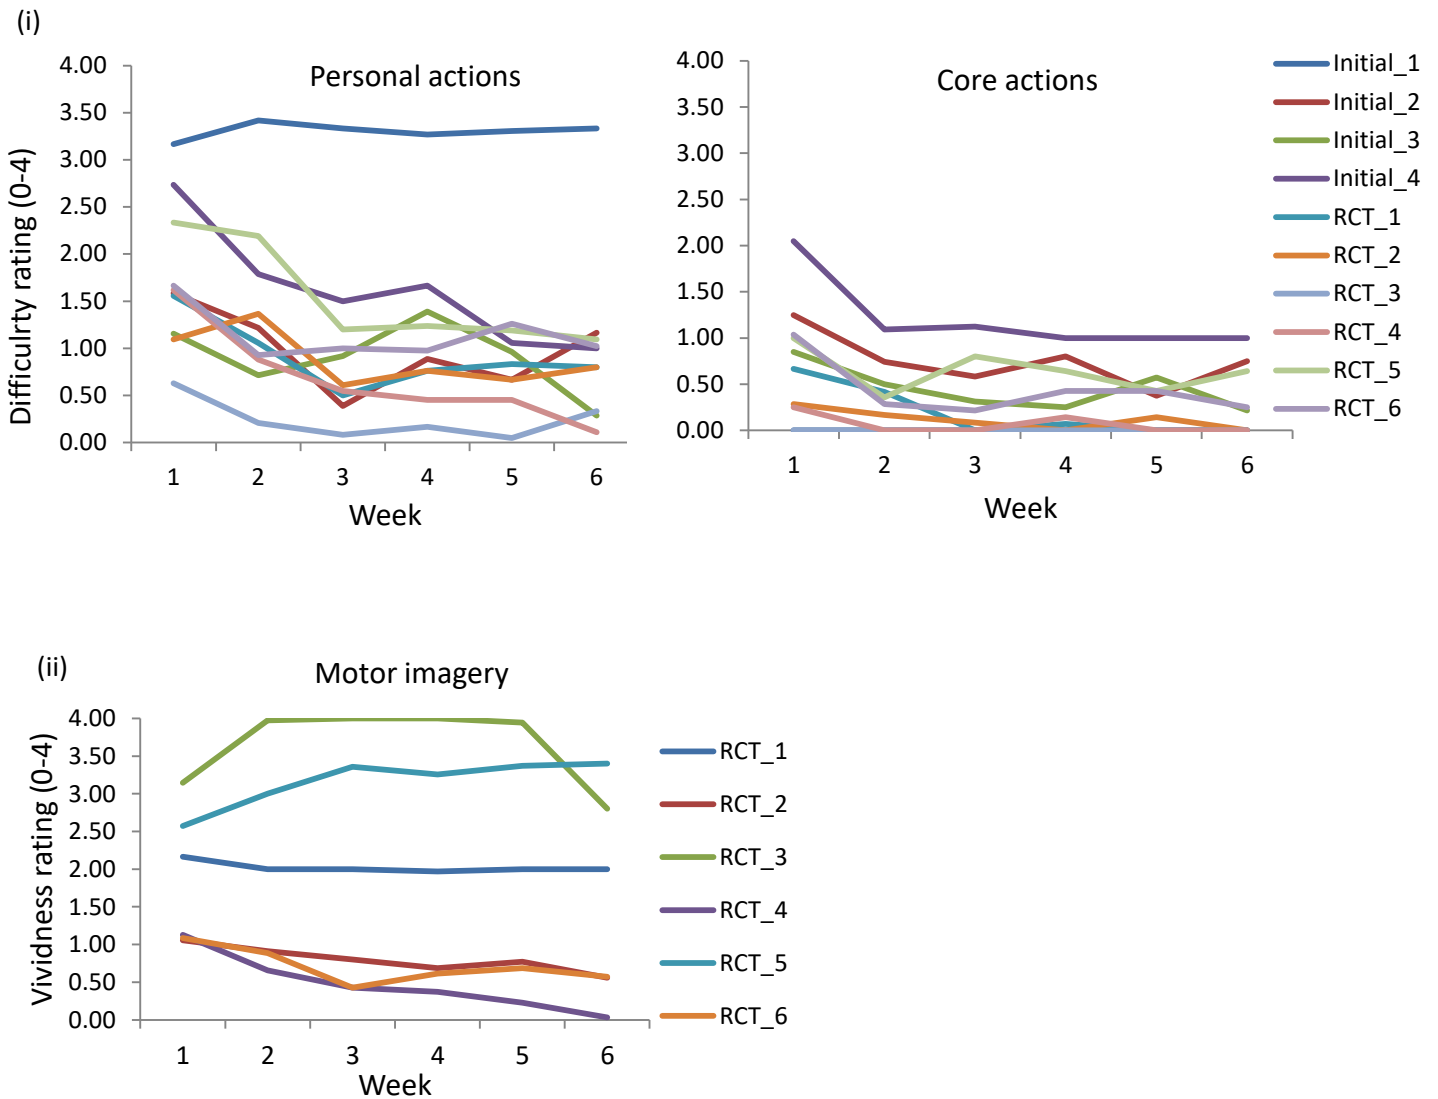 (i)
Personal actions
Difficulrty rating (0-4)
4.00
3.50
3.00
2.50
2.00
1.50
1.00
0.50
0.00
1 2 3 4 5 6
Week
Core actions
4.00
3.50
3.00
2.50
2.00
1.50
1.00
0.50
0.00
1 2 3 4 5 6
Week
Initial_1
Initial_2
Initial_3
Initial_4
RCT_1
RCT_2
RCT_3
RCT_4
RCT_5
RCT_6
(ii)
Motor imagery
Vividness rating (0-4)
4.00
3.50
3.00
2.50
2.00
1.50
1.00
0.50
0.00
1 2 3 4 5 6
Week
RCT_1
RCT_2
RCT_3
RCT_4
RCT_5
RCT_6